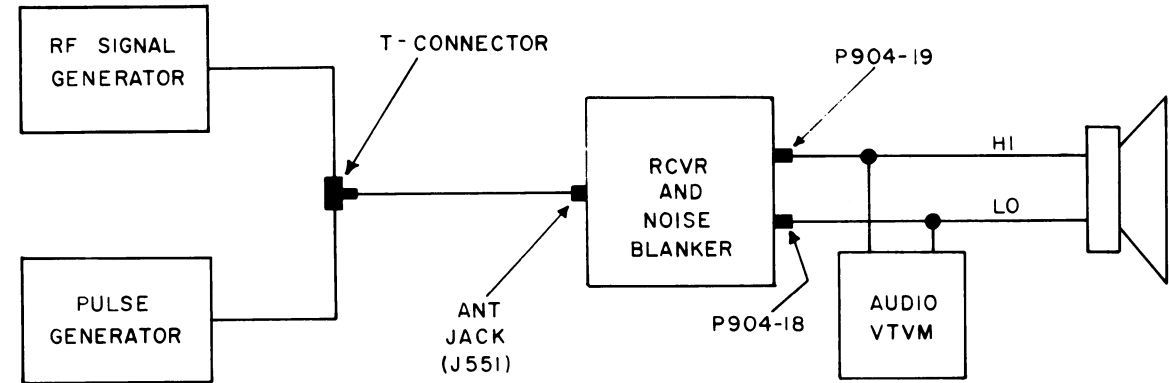 RF SIGNAL
GENERATOR
T-CONNECTOR
P904-19
RCVR
AND
NOISE
BLANKER
HI
LO
PULSE
GENERATOR
ANT
JACK
(J551)
P904-18
AUDIO
VTVM